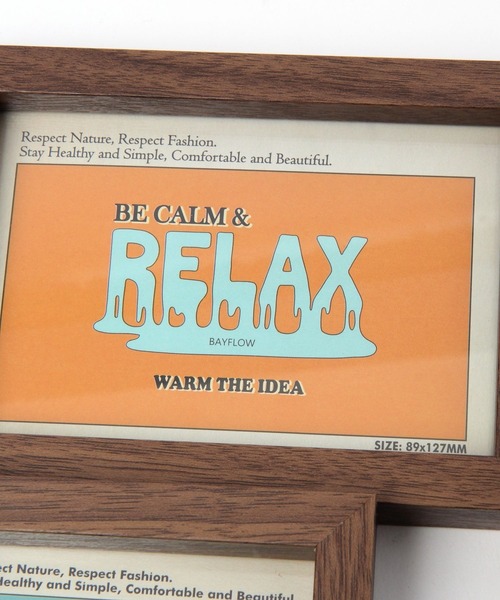 Respect Nature, Respect Fashion.
Stay Healthy and Simple, Comfortable and Beautiful.
BE CALM &
RELAX
BAYFLOW
WARM THE IDEA
SIZE: 89x127MM
ct Nature, Respect Fashion.
Healthy and Simple, Comfortable and Beautiful